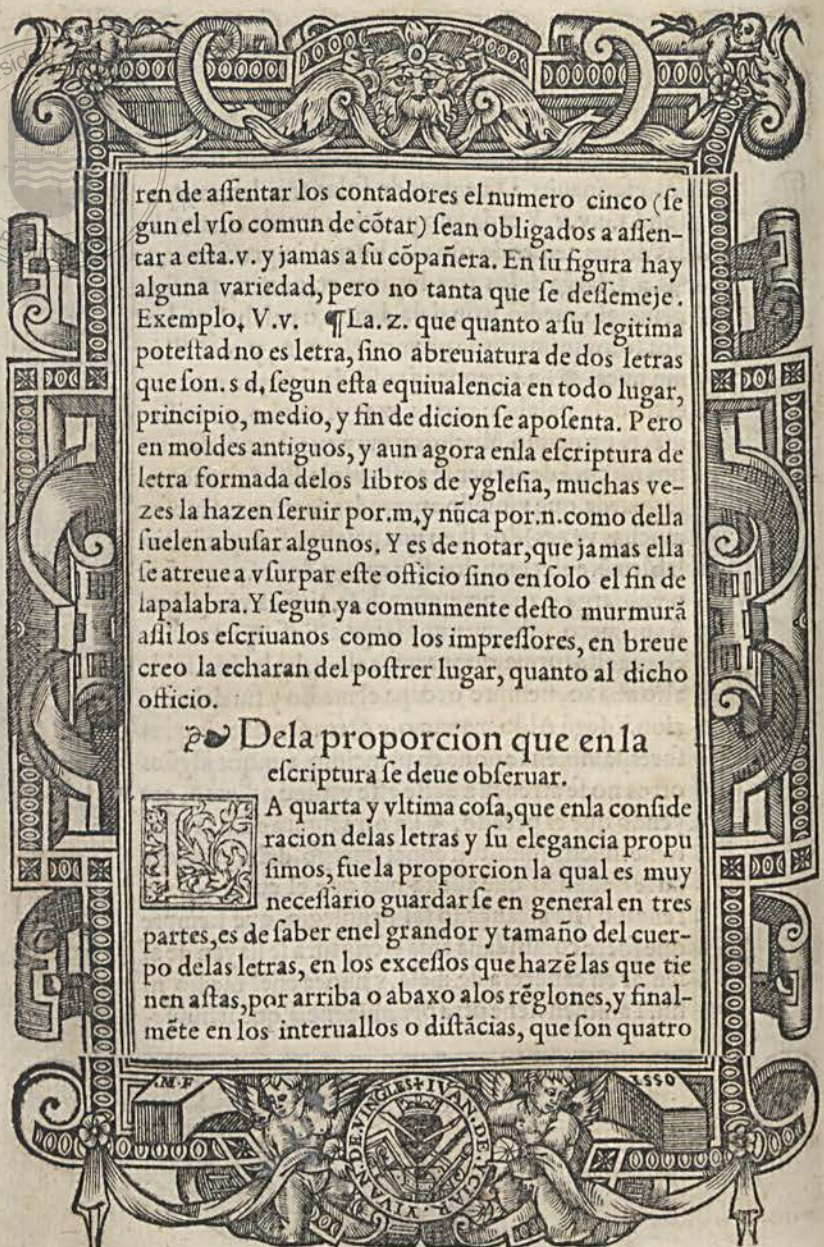 ren de aſſentar los contadores el numero cinco (ſe
gun el vſo comun de cõtar) ſean obligados a aſſen-
tar a eſta.v. y jamas a ſu cõpañera. En ſu figura hay
alguna variedad, pero no tanta que ſe deſſemeje.
Exemplo, V.v. ¶La. z. que quanto a ſu legitima
poteſtad no es letra, ſino abreuiatura de dos letras
que ſon. s d, ſegun eſta equiualencia en todo lugar,
principio, medio, y fin de dicion ſe apoſenta. Pero
en moldes antiguos, y aun agora enla eſcriptura de
letra formada delos libros de ygleſia, muchas ve-
zes la hazen ſeruir por.m, y nũca por.n.como della
ſuelen abuſar algunos. Y es de notar, que jamas ella
ſe atreue a vſurpar eſte officio ſino en ſolo el fin de
lapalabra. Y ſegun ya comunmente deſto murmurã
aſſi los eſcriuanos como los impreſſores, en breue
creo la echaran del poſtrer lugar, quanto al dicho
officio.
Dela proporcion que enla
eſcriptura ſe deue obſeruar.
LA quarta y vltima coſa, que enla conſide
racion delas letras y ſu elegancia propu
ſimos, fue la proporcion la qual es muy
neceſſario guardar ſe en general en tres
partes, es de ſaber enel grandor y tamaño del cuer-
po delas letras, en los exceſſos que hazẽ las que tie
nen aſtas, por arriba o abaxo alos rẽglones, y final-
mẽte en los interuallos o diſtãcias, que ſon quatro
.M·F
1550
IVAN·DE·YCIAR·YIVAN·DE·VINGLES+